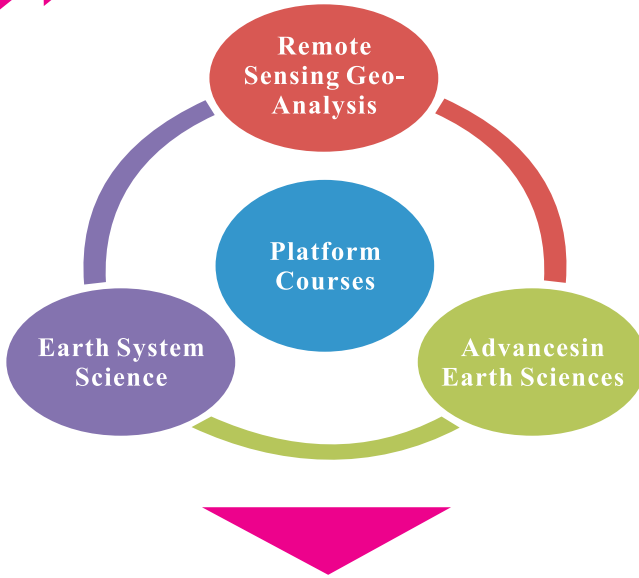 Remote
Sensing Geo-
Analysis
Platform
Courses
Earth System
Science
Advancesin
Earth Sciences